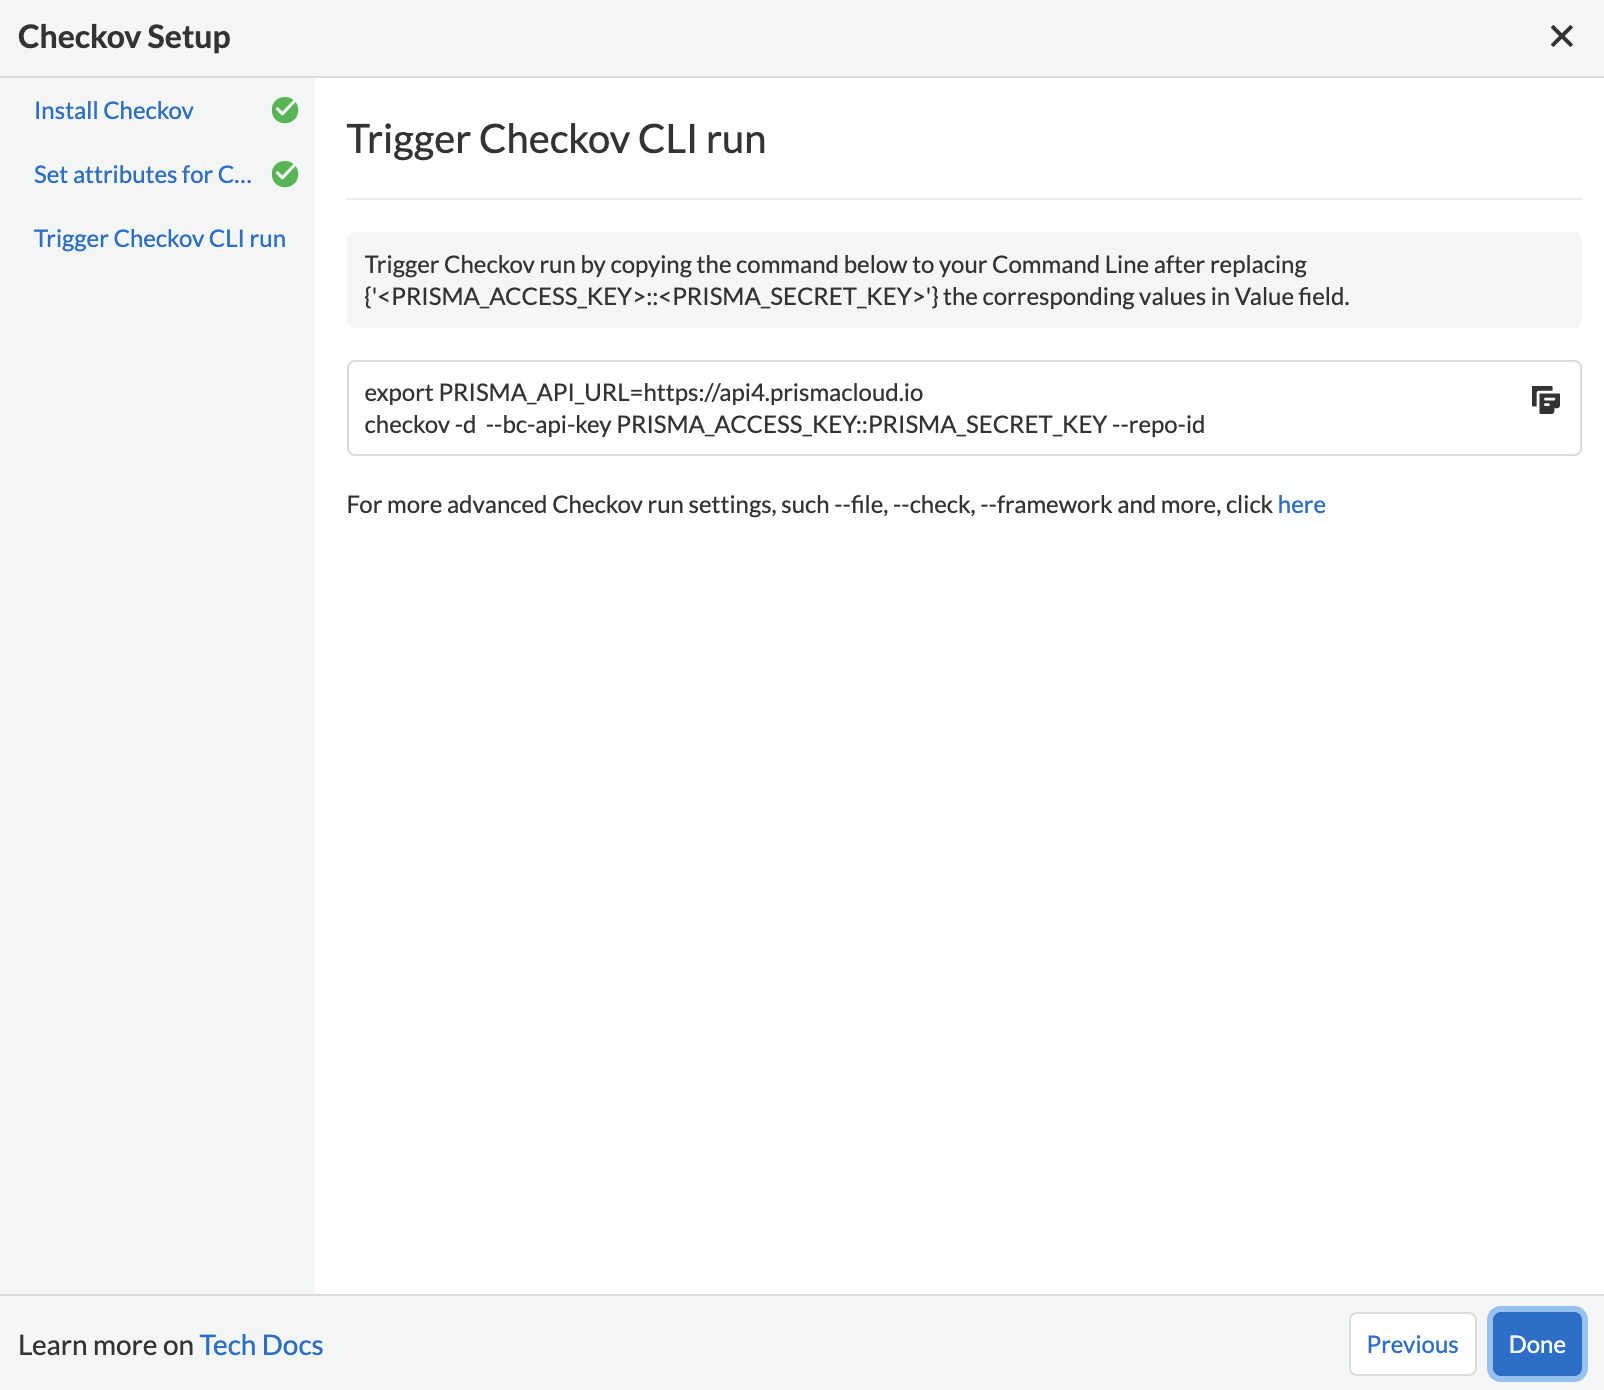 Checkov Setup
Install Checkov
Set attributes for C...
Trigger Checkov CLI run
Trigger Checkov CLI run
Trigger Checkov run by copying the command below to your Command Line after replacing
{'<PRISMA_ACCESS_KEY>::<PRISMA_SECRET_KEY>'} the corresponding values in Value field.
export PRISMA_API_URL=https://api4.prismacloud.io
checkov -d  --bc-api-key PRISMA_ACCESS_KEY::PRISMA_SECRET_KEY --repo-id
For more advanced Checkov run settings, such --file, --check, --framework and more, click here
Learn more on Tech Docs
Previous
Done